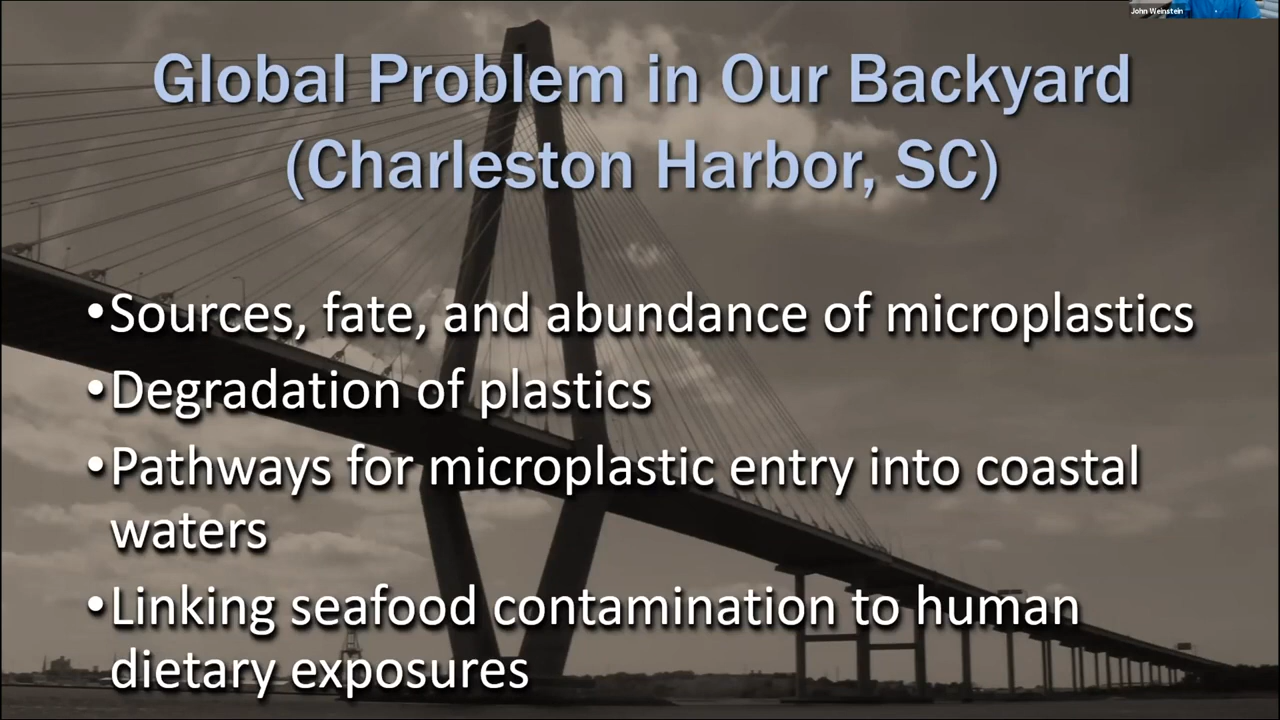 John Weinstein
Global Problem in Our Backyard
(Charleston Harbor, SC)
•Sources, fate, and abundance of microplastics
•Degradation of plastics
•Pathways for microplastic entry into coastal
waters
•Linking seafood contamination to human
dietary exposures